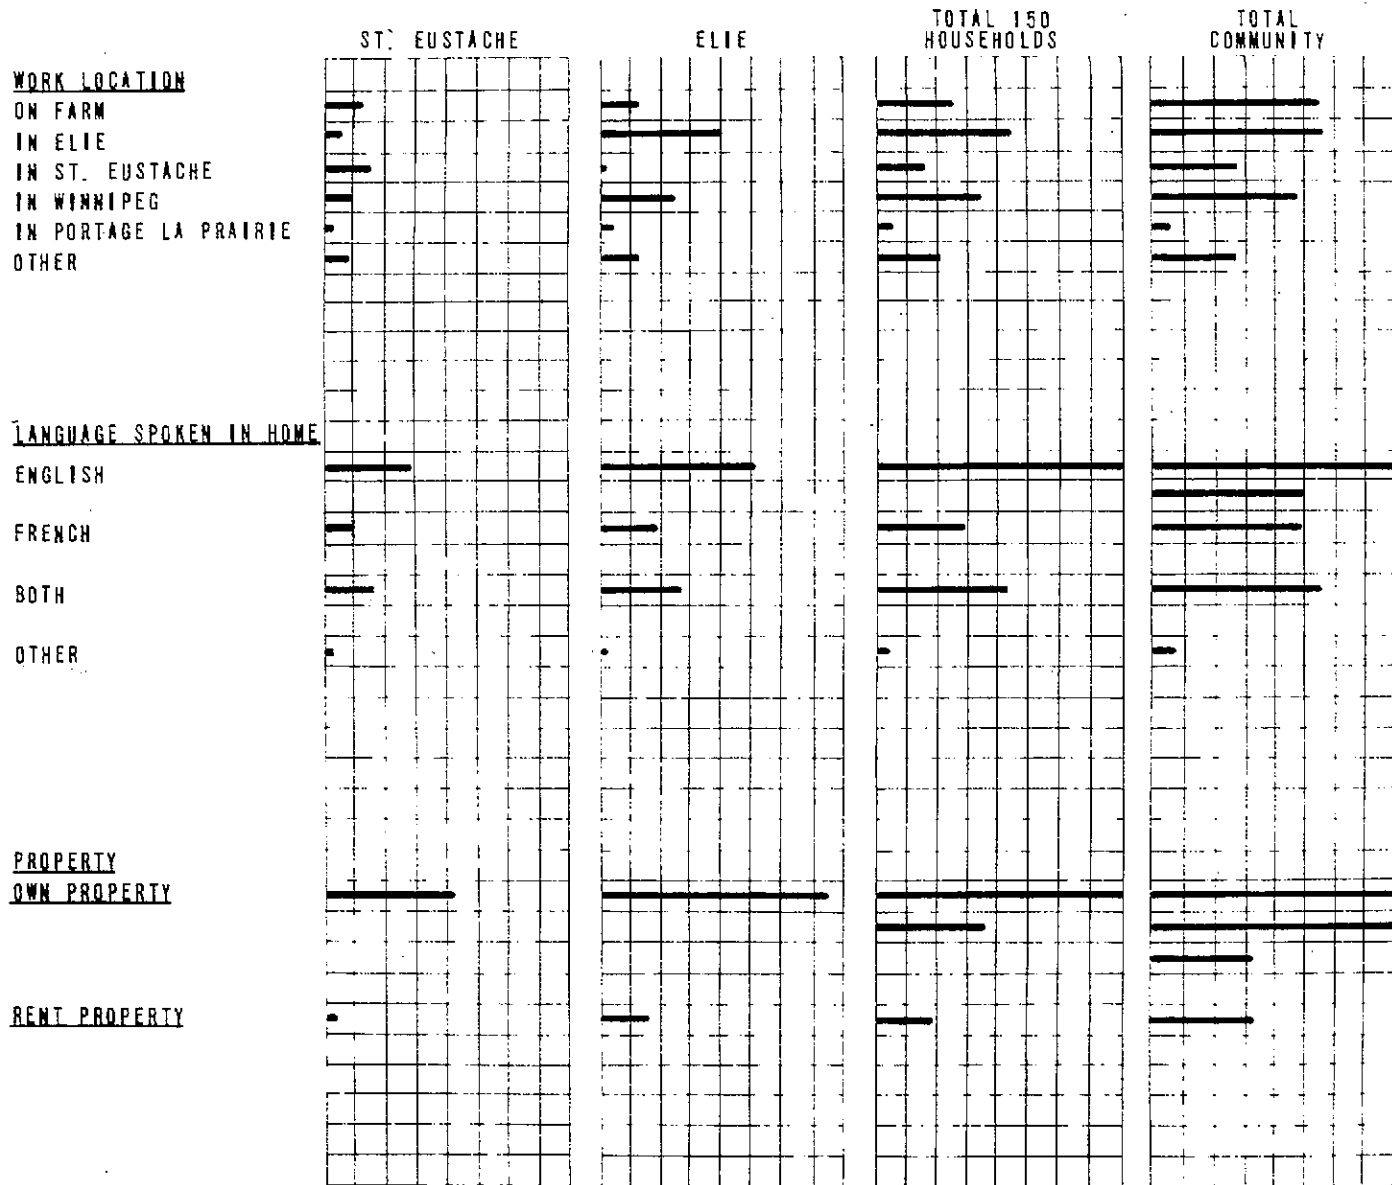 ST. EUSTACHE
ELIE
TOTAL 150
HOUSEHOLDS
TOTAL
COMMUNITY
WORK LOCATION
ON FARM
IN ELIE
IN ST. EUSTACHE
IN WINNIPEG
IN PORTAGE LA PRAIRIE
OTHER
LANGUAGE SPOKEN IN HOME
ENGLISH
FRENCH
BOTH
OTHER
PROPERTY
OWN PROPERTY
RENT PROPERTY